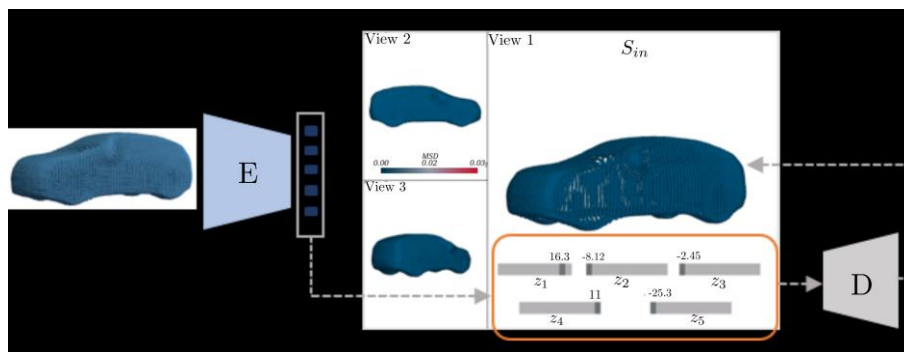 View 2
View 1
S_in
E
MSD
0.00 0.02 0.03
View 3
16.3 -8.12 -2.45
z_1 z_2 z_3
11 -25.3
z_4 z_5
D